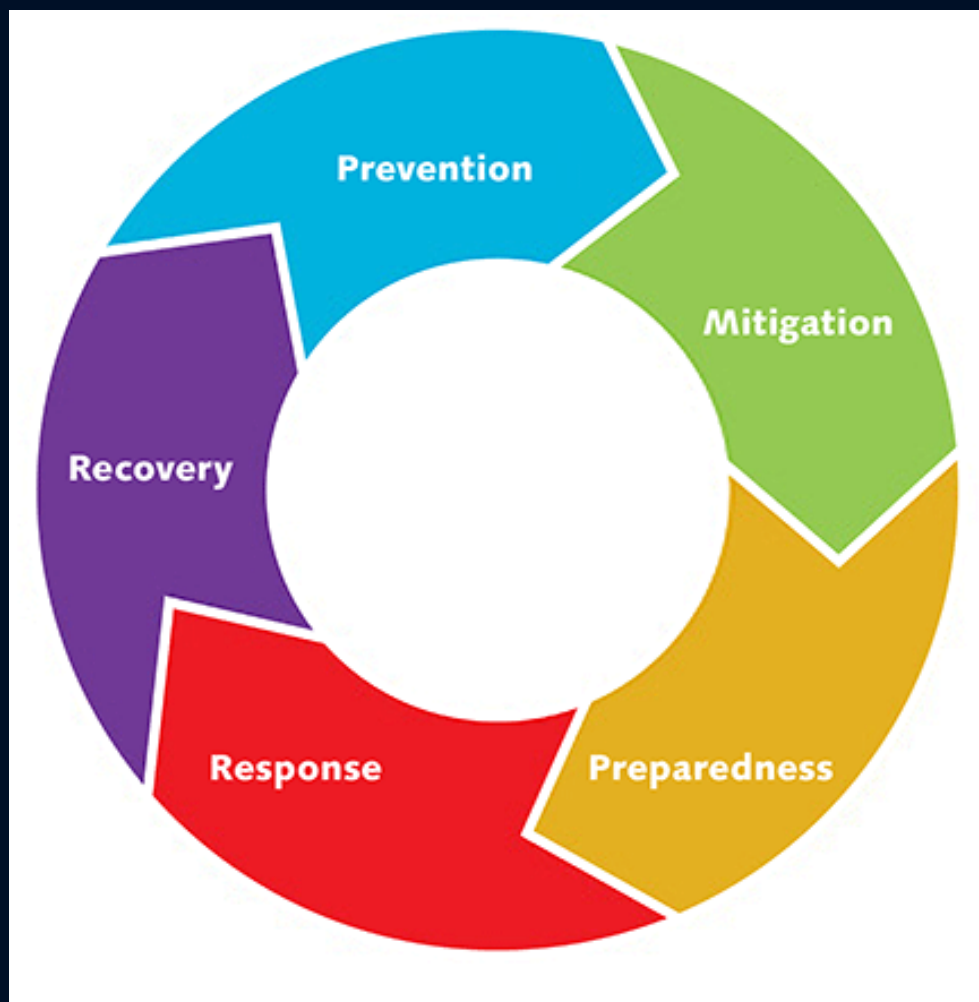 Prevention
Mitigation
Preparedness
Response
Recovery